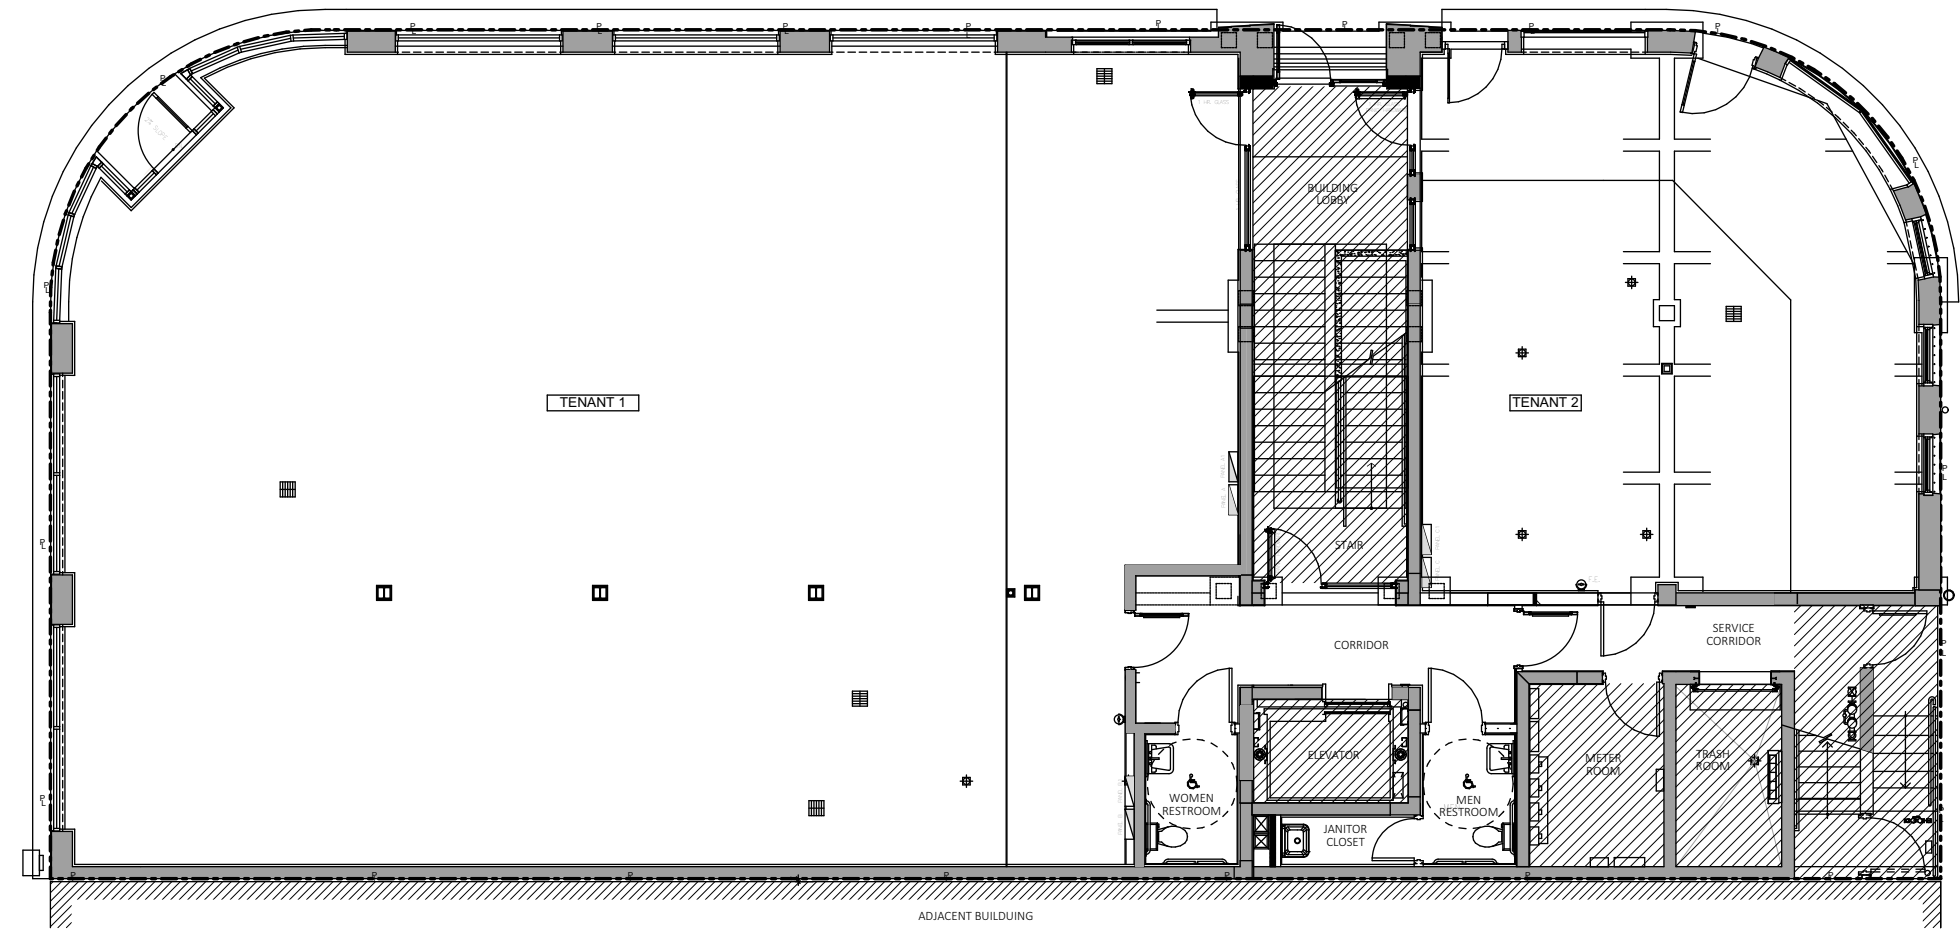 BUILDING
LOBBY
TENANT 1
TENANT 2
STAIR
CORRIDOR
SERVICE
CORRIDOR
ELEVATOR
METER
ROOM
TRASH
ROOM
WOMEN
RESTROOM
MEN
RESTROOM
JANITOR
CLOSET
ADJACENT BUILDUING